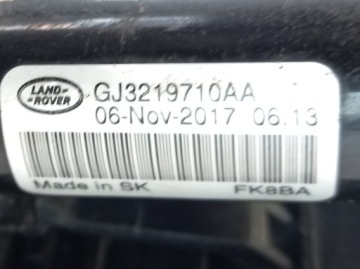 LAND-
-ROVER
GJ3219710AA
06-Nov-2017 06:13
Made in SK FK8BA